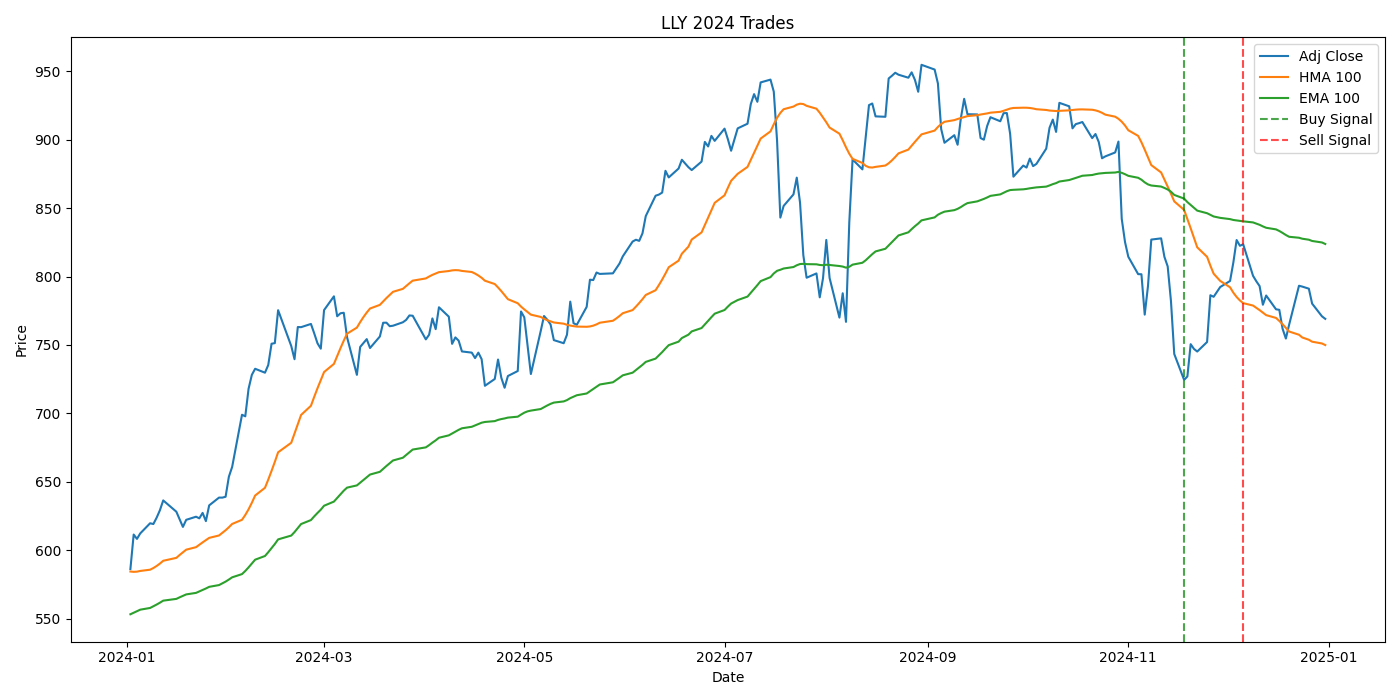 LLY 2024 Trades
Price
950
900
850
800
750
700
650
600
550
Adj Close
HMA 100
EMA 100
Buy Signal
Sell Signal
2024-01 2024-03 2024-05 2024-07 2024-09 2024-11 2025-01
Date